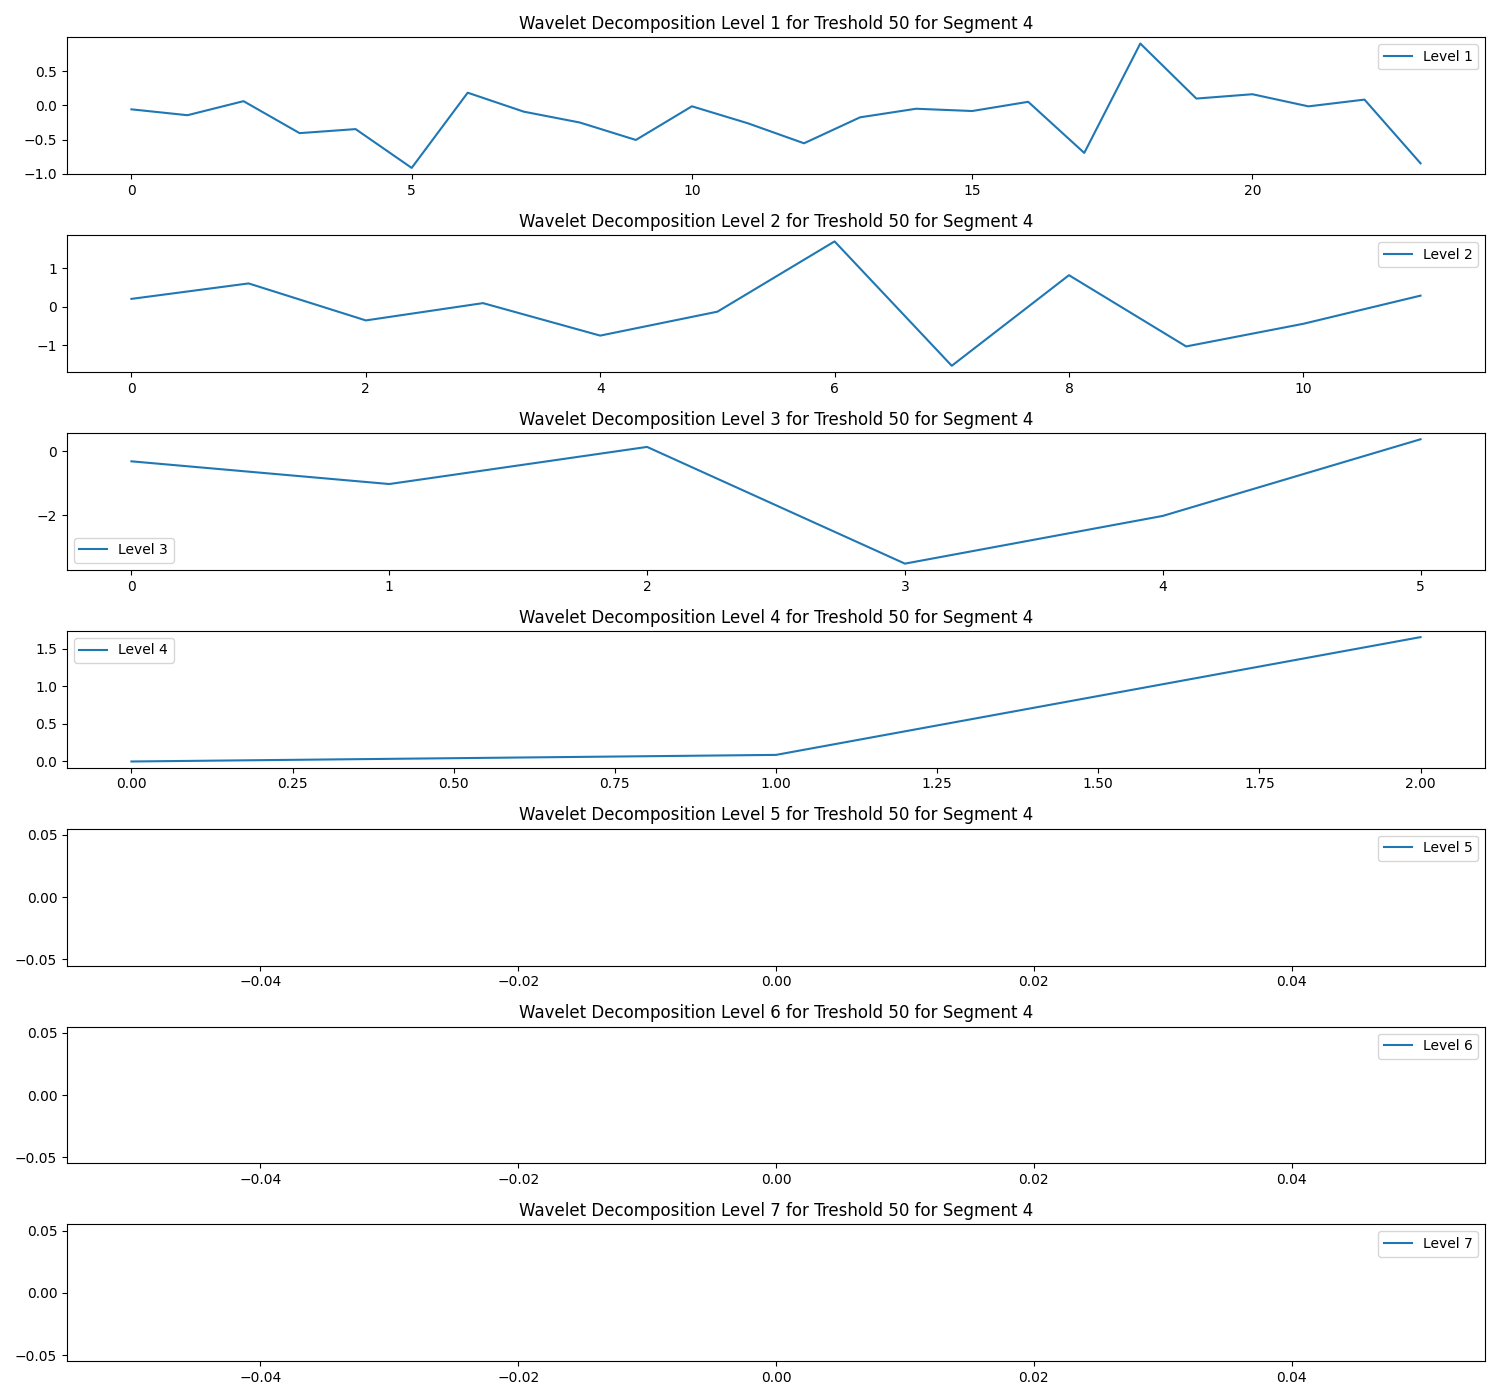 Wavelet Decomposition Level 1 for Treshold 50 for Segment 4
Level 1
0.5
0.0
−0.5
−1.0
0 5 10 15 20
Wavelet Decomposition Level 2 for Treshold 50 for Segment 4
Level 2
1
0
−1
0 2 4 6 8 10
Wavelet Decomposition Level 3 for Treshold 50 for Segment 4
0
−2
Level 3
0 1 2 3 4 5
Wavelet Decomposition Level 4 for Treshold 50 for Segment 4
Level 4
1.5
1.0
0.5
0.0
0.00 0.25 0.50 0.75 1.00 1.25 1.50 1.75 2.00
Wavelet Decomposition Level 5 for Treshold 50 for Segment 4
0.05
Level 5
0.00
−0.05
−0.04 −0.02 0.00 0.02 0.04
Wavelet Decomposition Level 6 for Treshold 50 for Segment 4
0.05
Level 6
0.00
−0.05
−0.04 −0.02 0.00 0.02 0.04
Wavelet Decomposition Level 7 for Treshold 50 for Segment 4
0.05
Level 7
0.00
−0.05
−0.04 −0.02 0.00 0.02 0.04